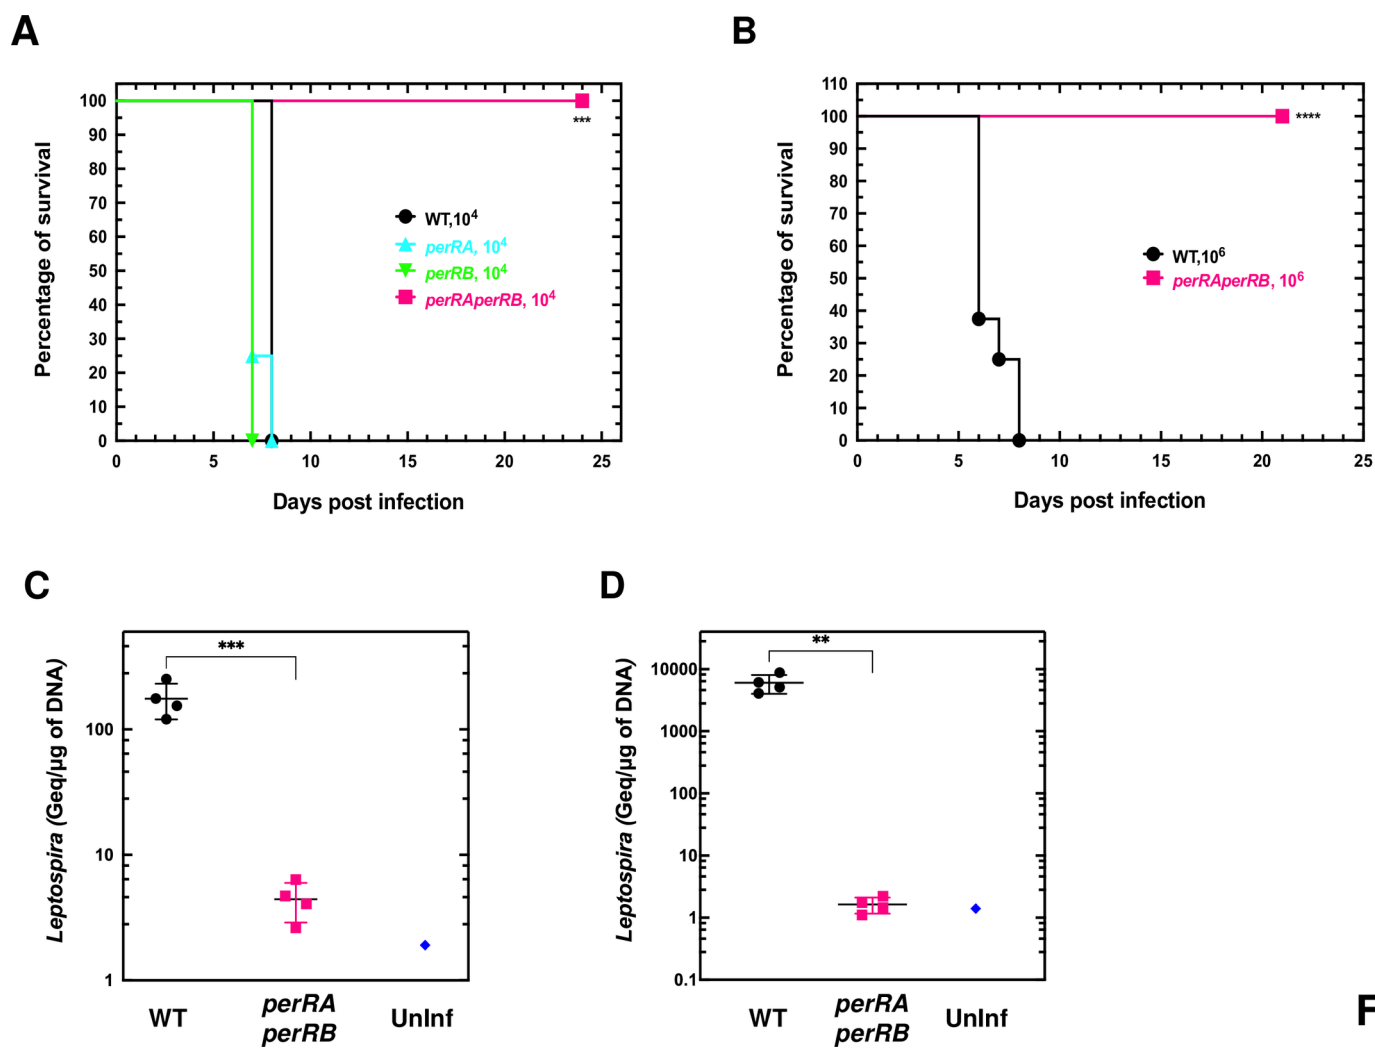 A
Percentage of survival
100
90
80
70
60
50
40
30
20
10
0
0 5 10 15 20 25
Days post infection
WT,10⁴
perRA, 10⁴
perRB, 10⁴
perRAperRB, 10⁴
***
B
Percentage of survival
110
100
90
80
70
60
50
40
30
20
10
0
0 5 10 15 20 25
Days post infection
WT,10⁶
perRAperRB, 10⁶
****
C
Leptospira (Geq/µg of DNA)
100
10
1
***
WT
perRA
perRB
UnInf
D
Leptospira (Geq/µg of DNA)
10000
1000
100
10
1
0.1
**
WT
perRA
perRB
UnInf
F